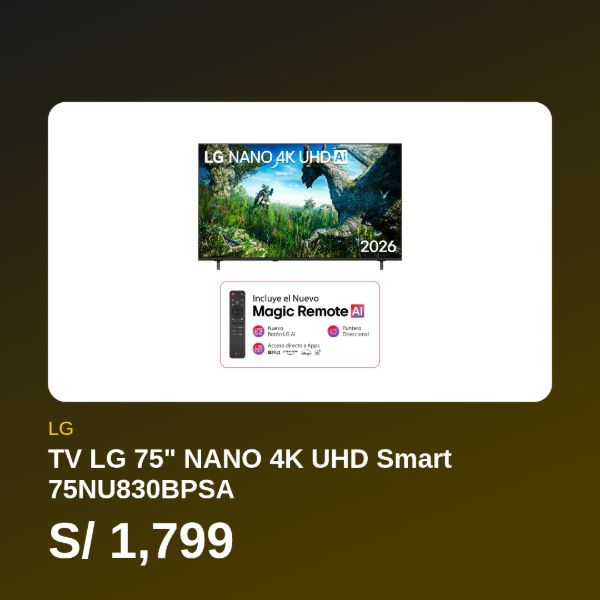 LG NANO 4K UHD AI
2026
Incluye el Nuevo
Magic Remote AI
Nuevo
Botón LG AI
Puntero
Direccional
Acceso directo a Apps
NETFLIX
LG
TV LG 75" NANO 4K UHD Smart
75NU830BPSA
S/ 1,799